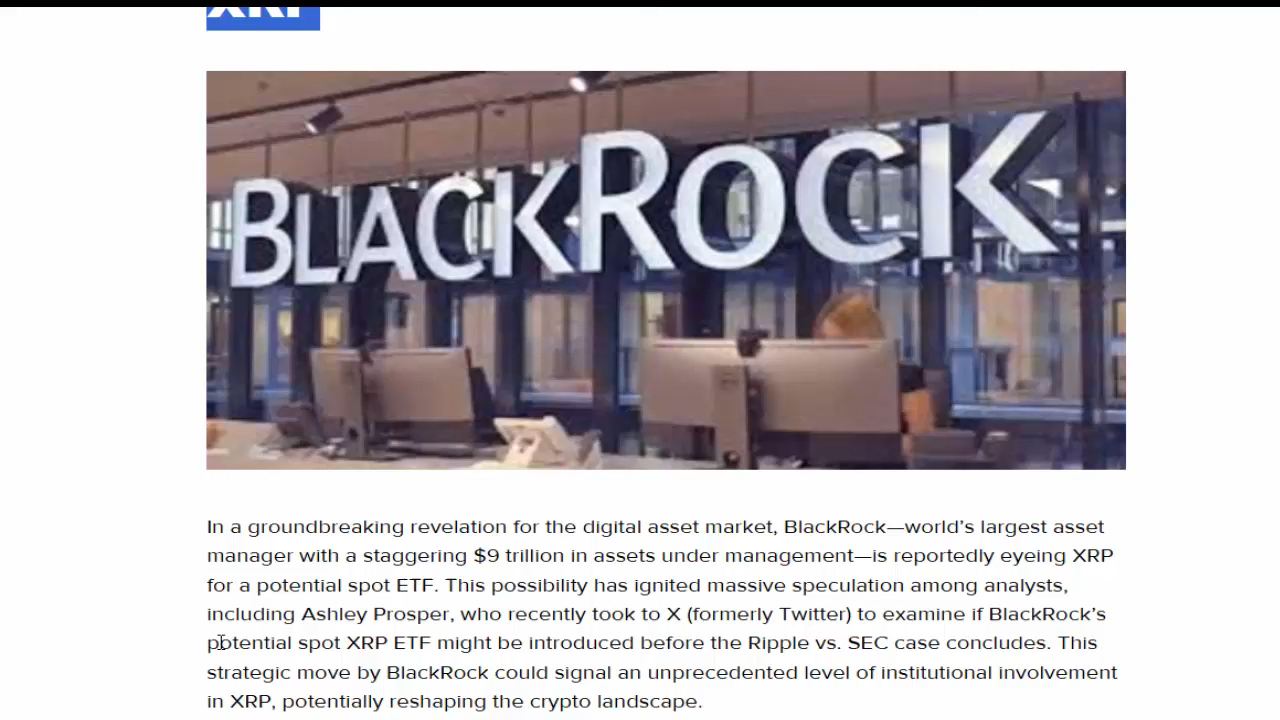 XRP
BLACKROCK
In a groundbreaking revelation for the digital asset market, BlackRock—world's largest asset
manager with a staggering $9 trillion in assets under management—is reportedly eyeing XRP
for a potential spot ETF. This possibility has ignited massive speculation among analysts,
including Ashley Prosper, who recently took to X (formerly Twitter) to examine if BlackRock's
potential spot XRP ETF might be introduced before the Ripple vs. SEC case concludes. This
strategic move by BlackRock could signal an unprecedented level of institutional involvement
in XRP, potentially reshaping the crypto landscape.